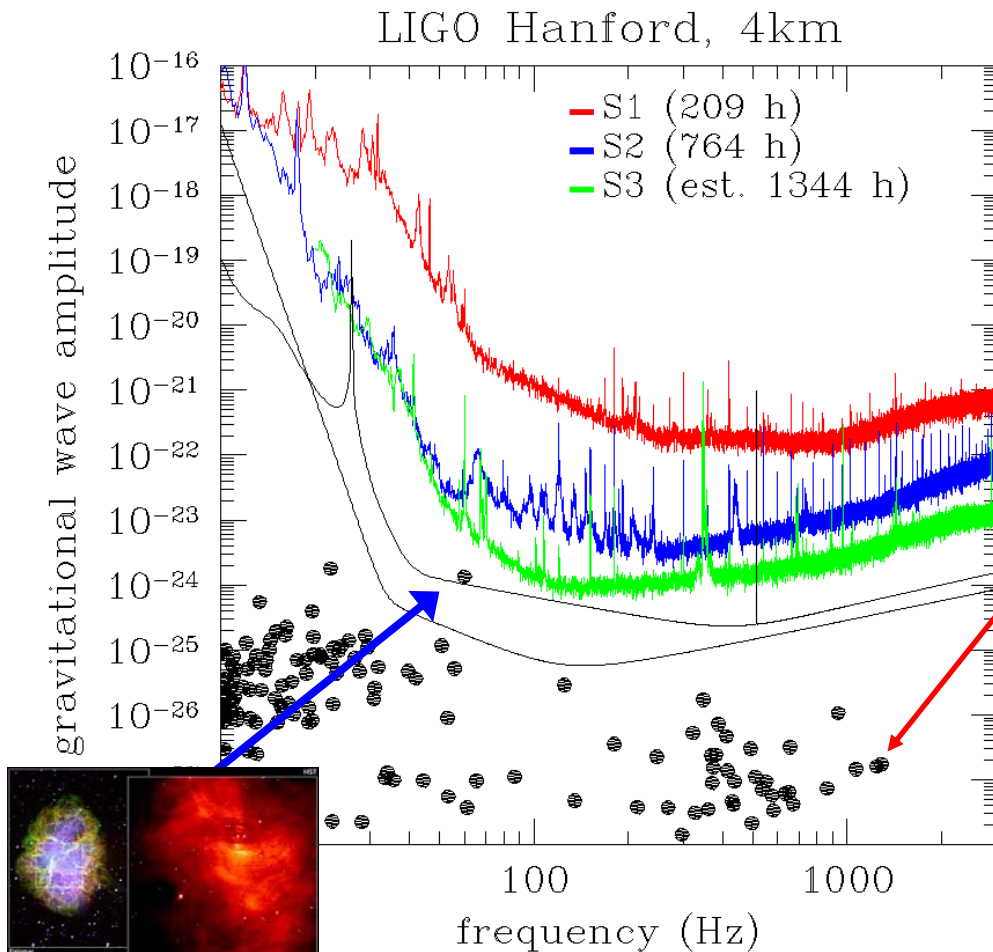 LIGO Hanford, 4km
S1 (209 h)
S2 (764 h)
S3 (est. 1344 h)
gravitational wave amplitude
10^-16
10^-17
10^-18
10^-19
10^-20
10^-21
10^-22
10^-23
10^-24
10^-25
10^-26
HST
100
1000
frequency (Hz)